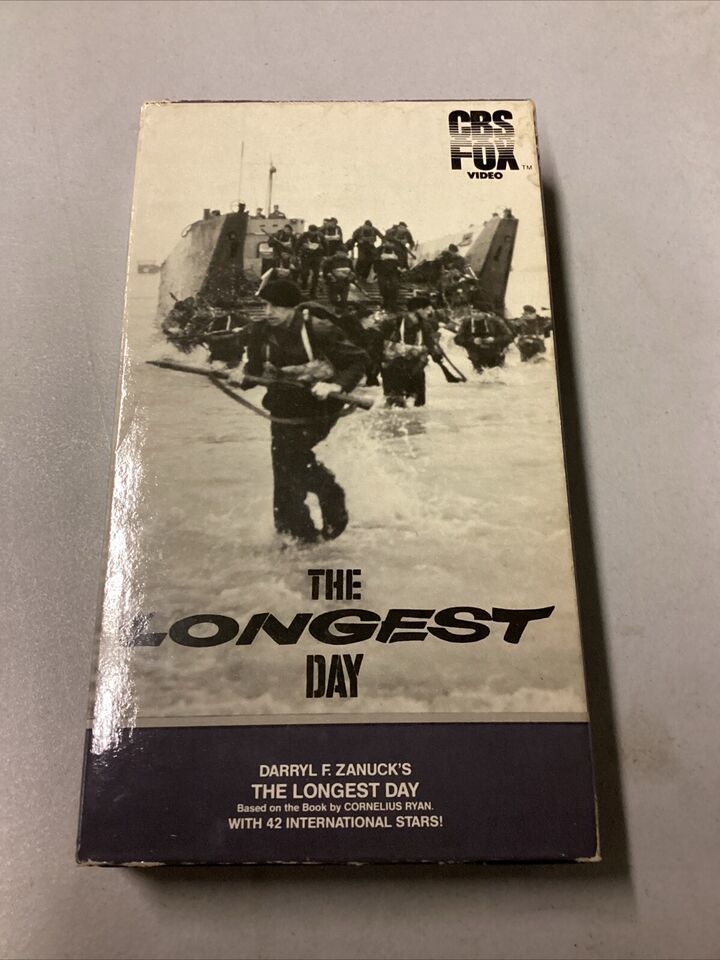 CBS
FOX TM
VIDEO
THE
LONGEST
DAY
DARRYL F. ZANUCK'S
THE LONGEST DAY
Based on the Book by CORNELIUS RYAN.
WITH 42 INTERNATIONAL STARS!